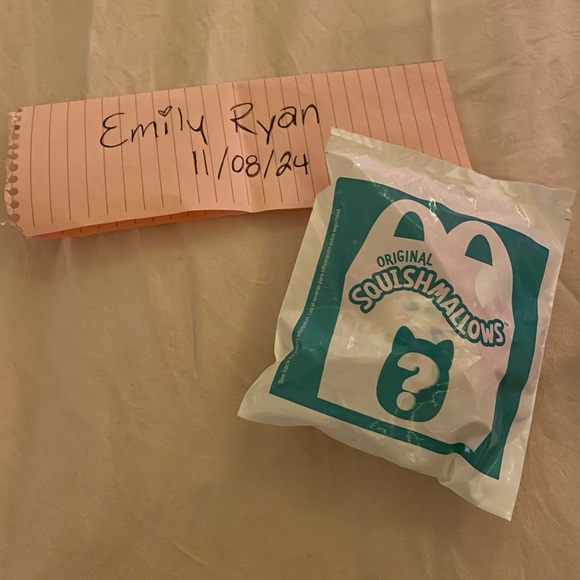 Emily Ryan
11/08/24
ORIGINAL
SQUISHMALLOWS
?